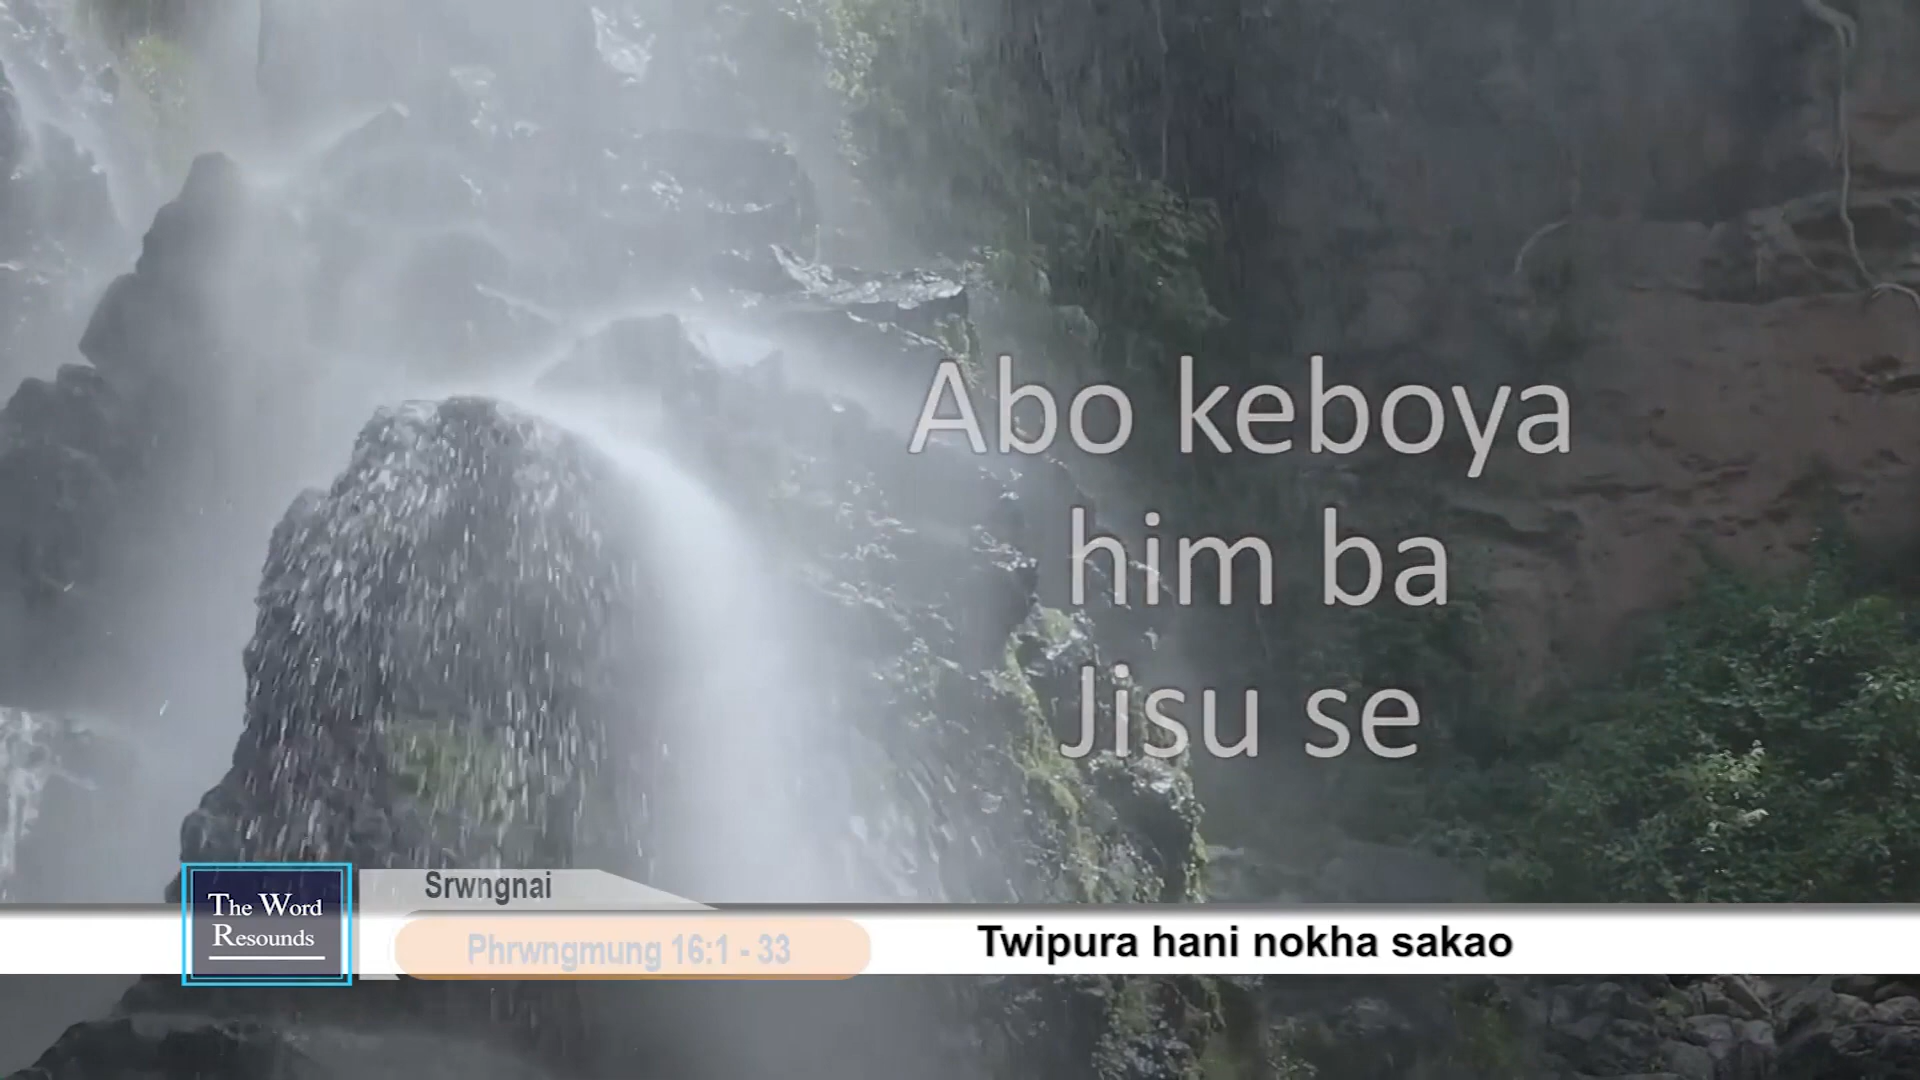 Abo keboya
him ba
Jisu se
The Word
Resounds
Srwngnai
Phrwngmung 16:1 - 33
Twipura hani nokha sakao